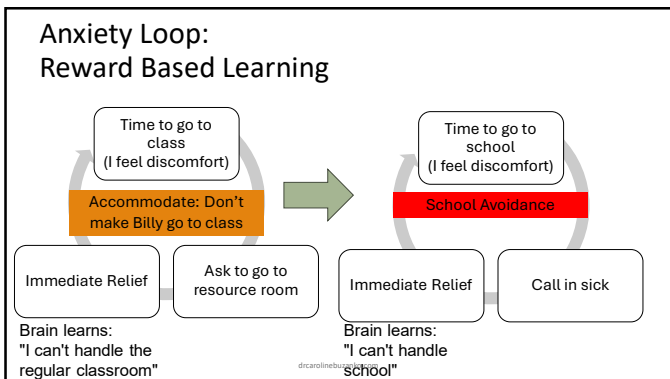 Anxiety Loop:
Reward Based Learning
Time to go to
class
(I feel discomfort)
Accommodate: Don’t
make Billy go to class
Immediate Relief
Ask to go to
resource room
Brain learns:
"I can't handle the
regular classroom"
Time to go to
school
(I feel discomfort)
School Avoidance
Immediate Relief
Call in sick
Brain learns:
"I can't handle
school"